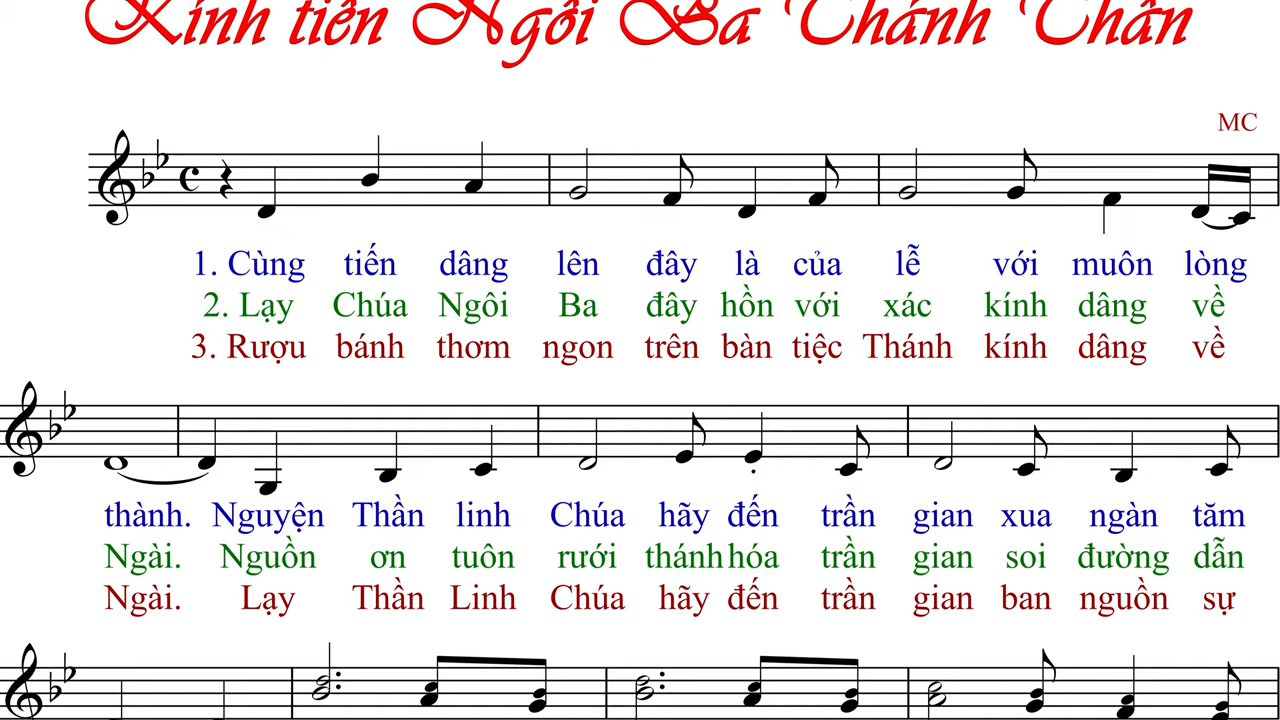 Kính tiến Ngôi Ba Thánh Thần
MC
1. Cùng tiến dâng lên đây là của lễ với muôn lòng
2. Lạy Chúa Ngôi Ba đây hồn với xác kính dâng về
3. Rượu bánh thơm ngon trên bàn tiệc Thánh kính dâng về
thành. Nguyện Thần linh Chúa hãy đến trần gian xua ngàn tăm
Ngài. Nguồn ơn tuôn rưới thánh hóa trần gian soi đường dẫn
Ngài. Lạy Thần Linh Chúa hãy đến trần gian ban nguồn sự